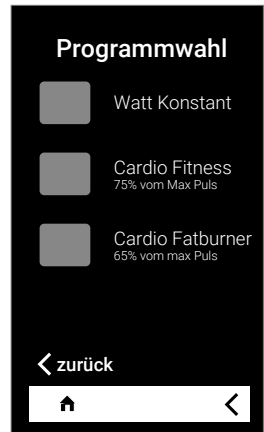 Programmwahl
Watt Konstant
Cardio Fitness
75% vom Max Puls
Cardio Fatburner
65% vom max Puls
zurück